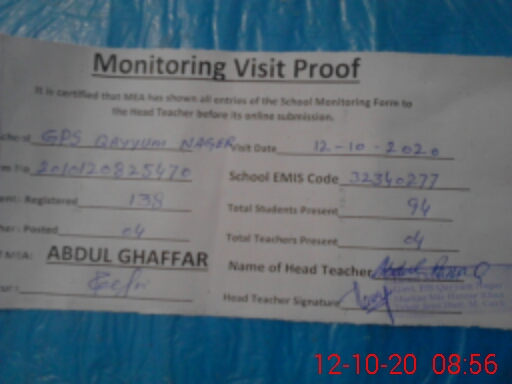 Monitoring Visit Proof
It is certified that MEA has shown all entries of the School Monitoring Form to
the Head Teacher before its online submission.
GPS QAYYUM NAGER Visit Date 12-10-2020
2010120825470 School EMIS Code 32340277
Registered 138 Total Students Present 94
Posted 04 Total Teachers Present 04
MEA: ABDUL GHAFFAR Name of Head Teacher Abdul
Head Teacher Signature
12-10-20 08:56